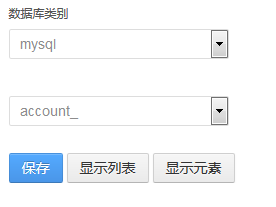 数据库类别
mysql
account_
保存 显示列表 显示元素